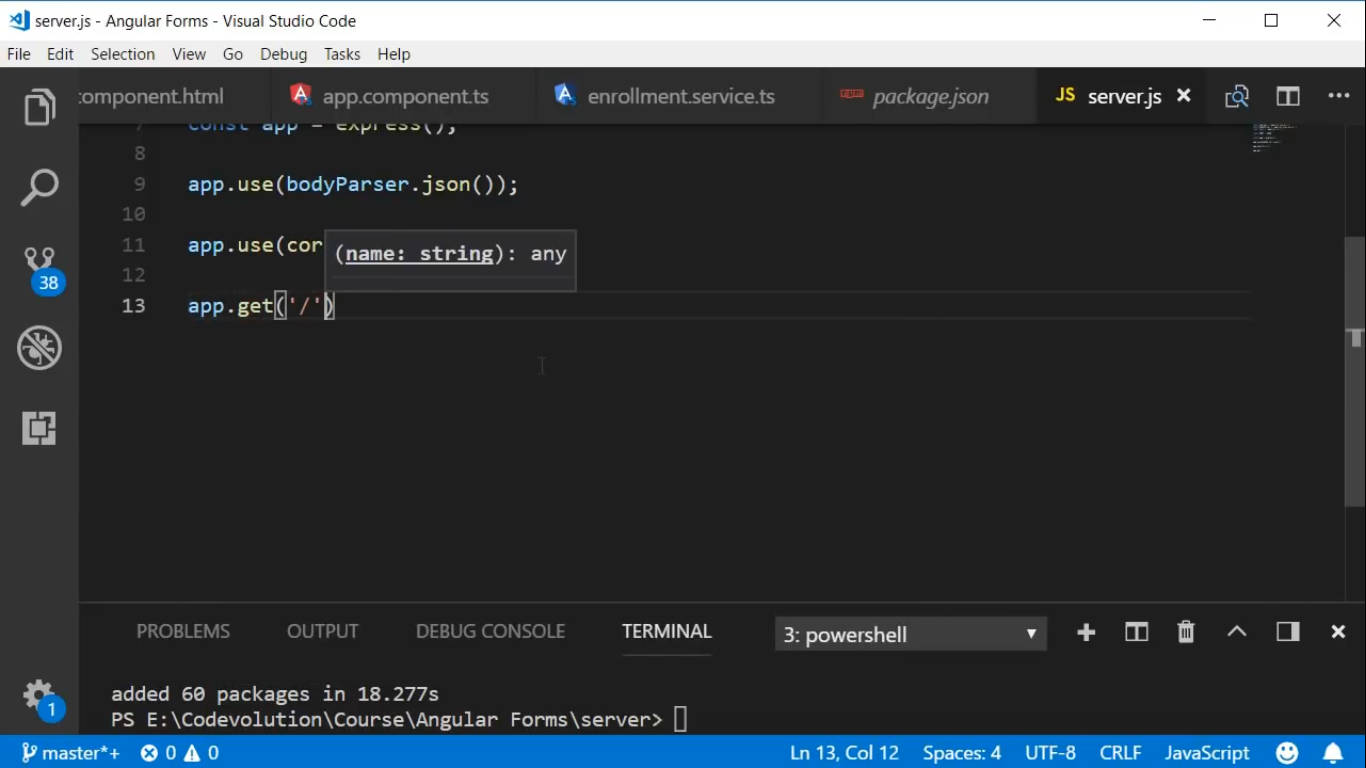 server.js - Angular Forms - Visual Studio Code
File Edit Selection View Go Debug Tasks Help
component.html app.component.ts enrollment.service.ts package.json JS server.js
7 const app = express();
8
9 app.use(bodyParser.json());
10
11 app.use(cor
(name: string): any
12
13 app.get('/')
38
PROBLEMS OUTPUT DEBUG CONSOLE TERMINAL 3: powershell
added 60 packages in 18.277s
PS E:\Codevolution\Course\Angular Forms\server>
1
master*+ 0 0 Ln 13, Col 12 Spaces: 4 UTF-8 CRLF JavaScript